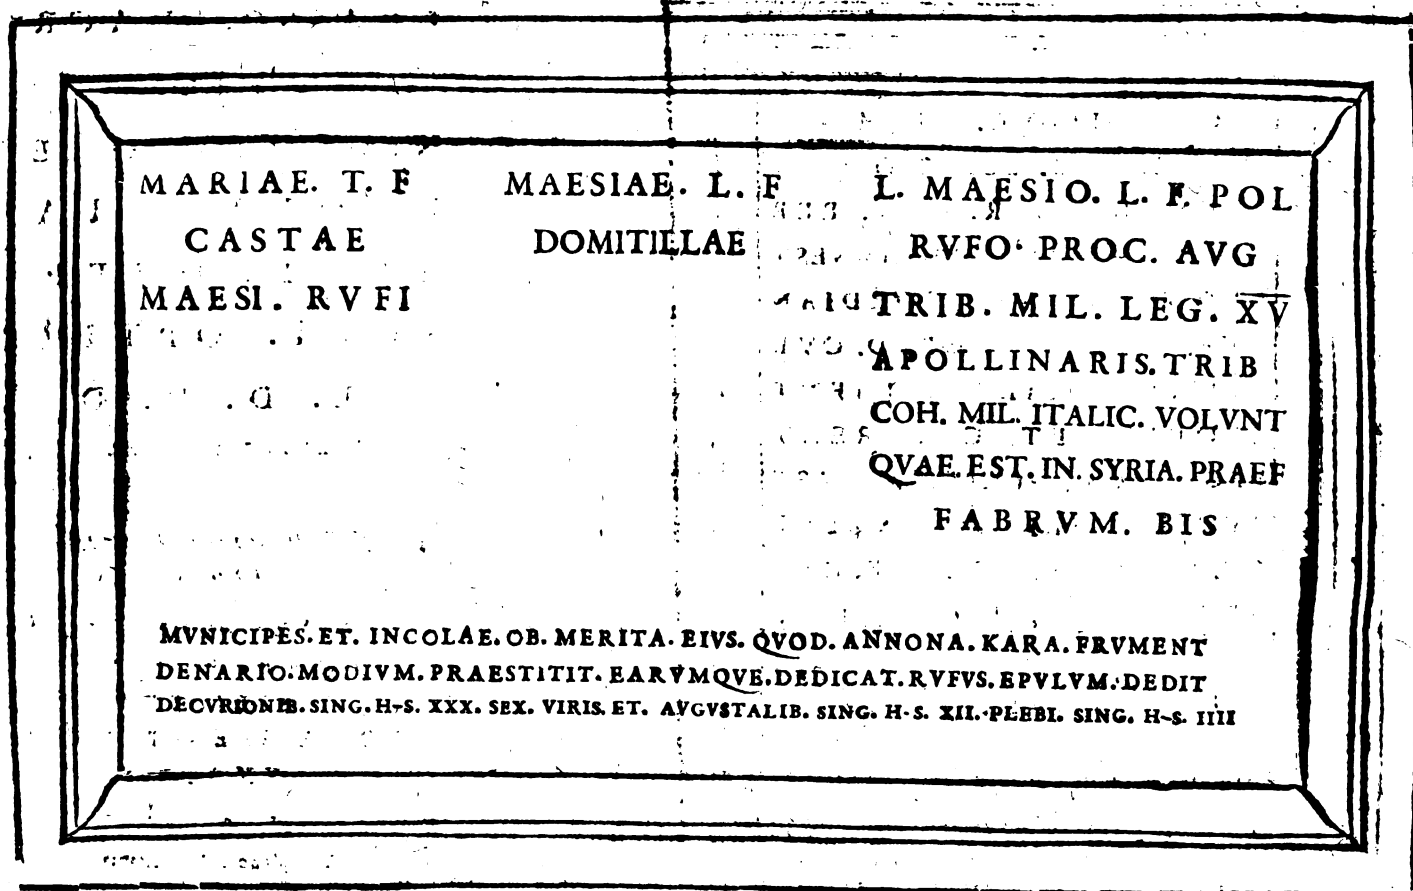 MARIAE. T. F
CASTAE
MAESI. RVFI
MAESIAE. L. F
DOMITILLAE
L. MAESIO. L. F. POL
RVFO. PROC. AVG
TRIB. MIL. LEG. XV
APOLLINARIS. TRIB
COH. MIL. ITALIC. VOLVNT
QVAE. EST. IN. SYRIA. PRAEF
FABRVM. BIS
MVNICIPES. ET. INCOLAE. OB. MERITA. EIVS. QVOD. ANNONA. KARA. FRVMENT
DENARIO. MODIVM. PRAESTITIT. EARVMQVE. DEDICAT. RVFVS. EPVLVM. DEDIT
DECVRIONIB. SING. H-S. XXX. SEX. VIRIS. ET. AVGVSTALIB. SING. H-S. XII. PLEBI. SING. H-S. IIII